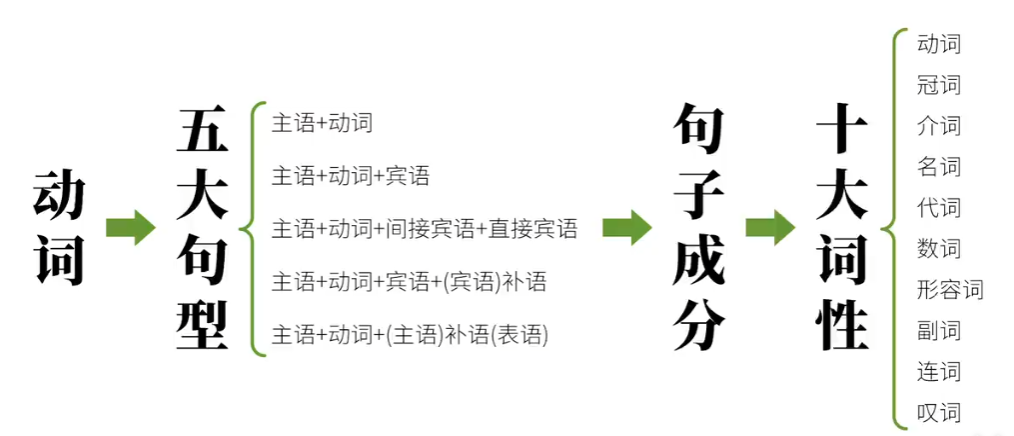 动词
五大句型
主语+动词
主语+动词+宾语
主语+动词+间接宾语+直接宾语
主语+动词+宾语+(宾语)补语
主语+动词+(主语)补语(表语)
句子成分
十大词性
动词
冠词
介词
名词
代词
数词
形容词
副词
连词
叹词